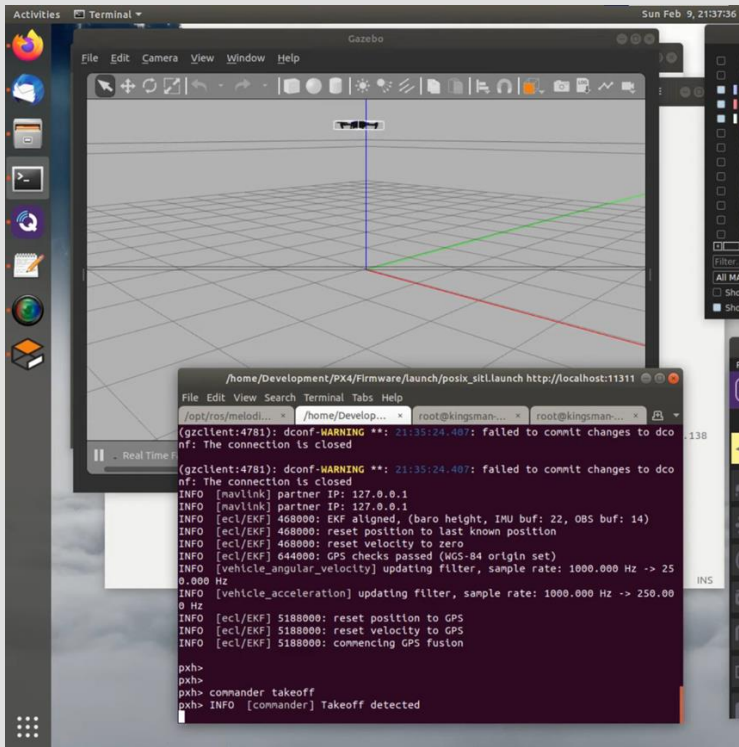 Activities
Terminal
Sun Feb 9, 21:37:36
Gazebo
File Edit Camera View Window Help
Filter.
All MA
Sho
Sho
Real Time F
.138
INS
/home/Development/PX4/Firmware/launch/posix_sitl.launch http://localhost:11311
File Edit View Search Terminal Tabs Help
/opt/ros/melodi... × /home/Develop... × root@kingsman-... × root@kingsman-... ×
(gzclient:4781): dconf-WARNING **: 21:35:24.407: failed to commit changes to dco
nf: The connection is closed
(gzclient:4781): dconf-WARNING **: 21:35:24.407: failed to commit changes to dco
nf: The connection is closed
INFO [mavlink] partner IP: 127.0.0.1
INFO [mavlink] partner IP: 127.0.0.1
INFO [ecl/EKF] 468000: EKF aligned, (baro height, IMU buf: 22, OBS buf: 14)
INFO [ecl/EKF] 468000: reset position to last known position
INFO [ecl/EKF] 468000: reset velocity to zero
INFO [ecl/EKF] 644000: GPS checks passed (WGS-84 origin set)
INFO [vehicle_angular_velocity] updating filter, sample rate: 1000.000 Hz -> 25
0.000 Hz
INFO [vehicle_acceleration] updating filter, sample rate: 1000.000 Hz -> 250.00
0 Hz
INFO [ecl/EKF] 5188000: reset position to GPS
INFO [ecl/EKF] 5188000: reset velocity to GPS
INFO [ecl/EKF] 5188000: commencing GPS fusion
pxh>
pxh>
pxh> commander takeoff
pxh> INFO [commander] Takeoff detected